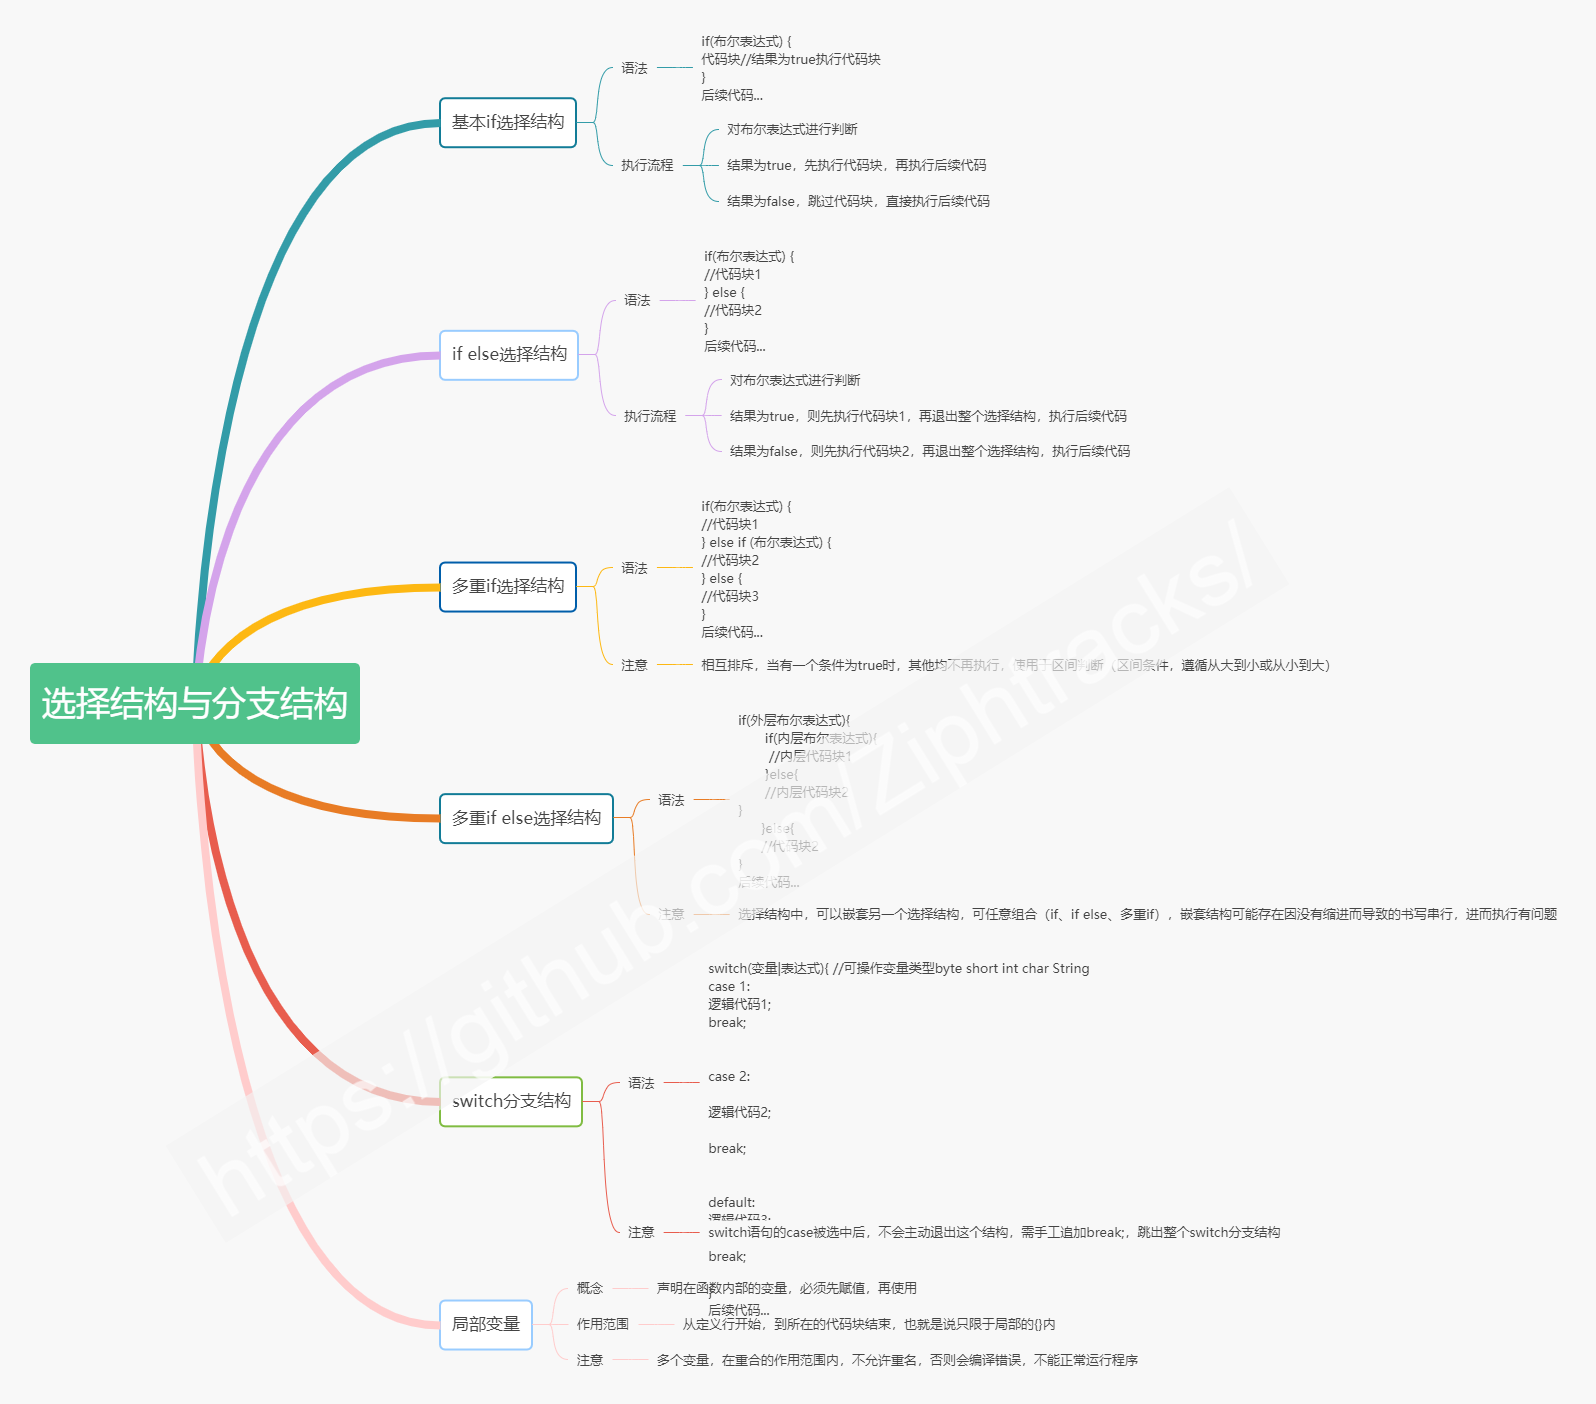 选择结构与分支结构
基本if选择结构
语法
if(布尔表达式) {
代码块//结果为true执行代码块
}
后续代码...
执行流程
对布尔表达式进行判断
结果为true，先执行代码块，再执行后续代码
结果为false，跳过代码块，直接执行后续代码
if else选择结构
语法
if(布尔表达式) {
//代码块1
} else {
//代码块2
}
后续代码...
执行流程
对布尔表达式进行判断
结果为true，则先执行代码块1，再退出整个选择结构，执行后续代码
结果为false，则先执行代码块2，再退出整个选择结构，执行后续代码
多重if选择结构
语法
if(布尔表达式) {
//代码块1
} else if (布尔表达式) {
//代码块2
} else {
//代码块3
}
后续代码...
注意
相互排斥，当有一个条件为true时，其他均不再执行，使用于区间判断（区间条件，遵循从大到小或从小到大）
多重if else选择结构
语法
if(外层布尔表达式){
if(内层布尔表达式){
//内层代码块1
}else{
//内层代码块2
}
}else{
//代码块2
}
后续代码...
注意
选择结构中，可以嵌套另一个选择结构，可任意组合（if、if else、多重if），嵌套结构可能存在因没有缩进而导致的书写串行，进而执行有问题
switch分支结构
语法
switch(变量|表达式){ //可操作变量类型byte short int char String
case 1:
逻辑代码1;
break;
case 2:
逻辑代码2;
break;
default:
逻辑代码3;
break;
}
后续代码...
注意
switch语句的case被选中后，不会主动退出这个结构，需手工追加break;，跳出整个switch分支结构
局部变量
概念
声明在函数内部的变量，必须先赋值，再使用
作用范围
从定义行开始，到所在的代码块结束，也就是说只限于局部的{}内
注意
多个变量，在重合的作用范围内，不允许重名，否则会编译错误，不能正常运行程序
https://github.com/Ziphtracks/